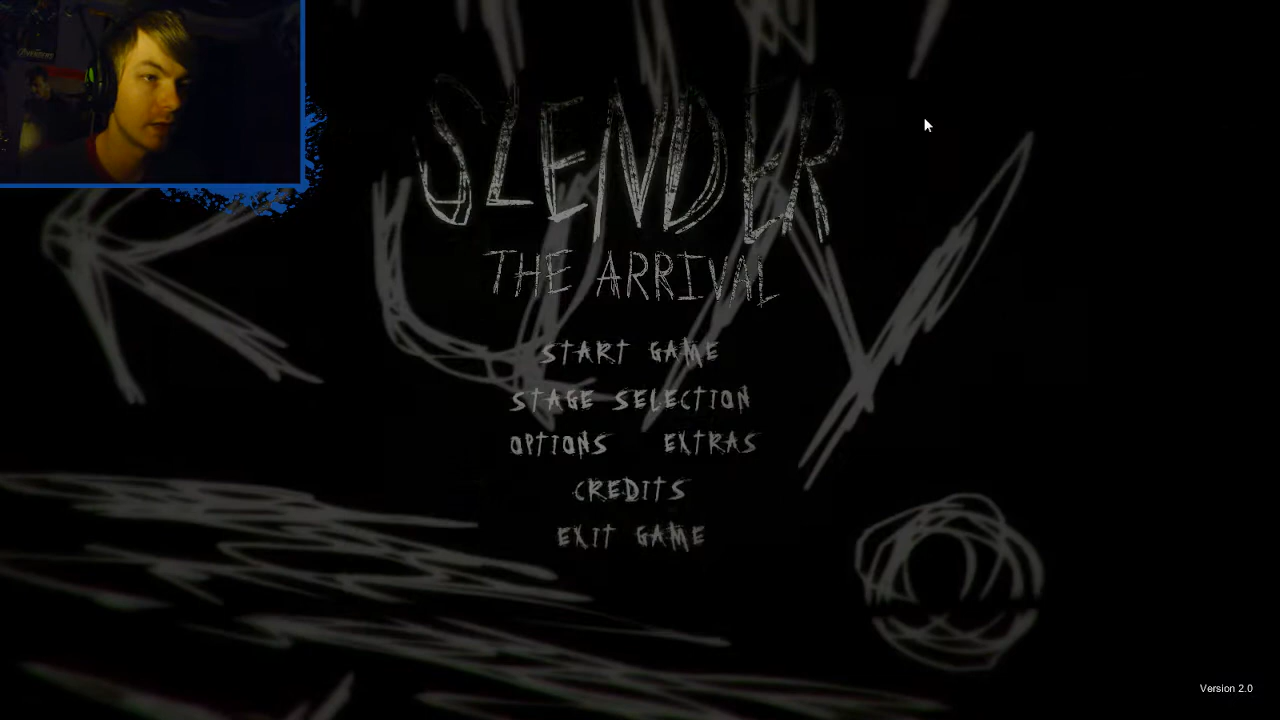 SLENDER
THE ARRIVAL
START GAME
STAGE SELECTION
OPTIONS EXTRAS
CREDITS
EXIT GAME
Version 2.0